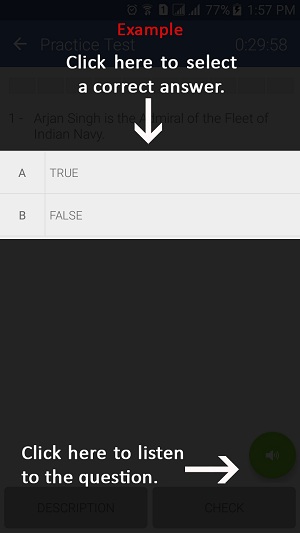 77% 1:57 PM
Example
Practice Test 0:29:58
Click here to select
a correct answer.
1 - Arjan Singh is the Admiral of the Fleet of
Indian Navy.
A TRUE
B FALSE
Click here to listen
to the question.
DESCRIPTION CHECK